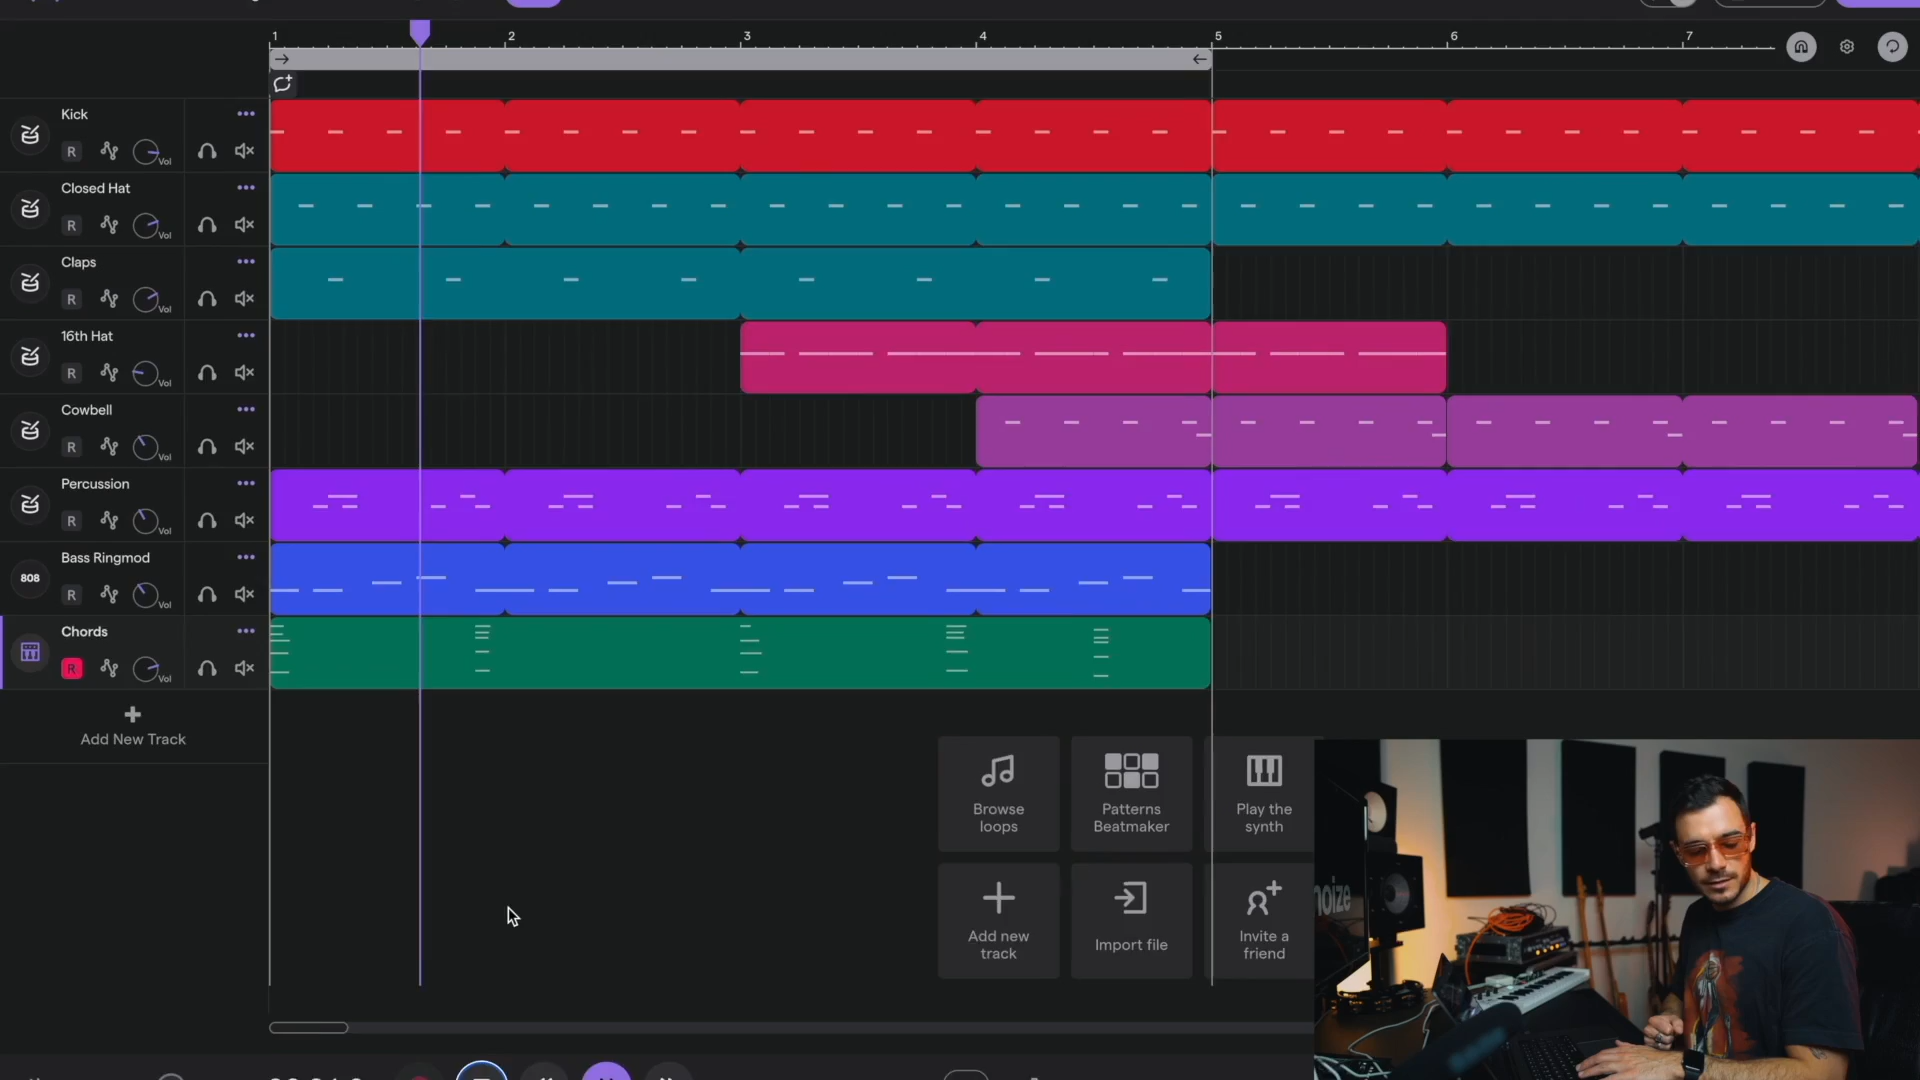 1 2 3 4 5 6 7
Kick
R Vol
Closed Hat
R Vol
Claps
R Vol
16th Hat
R Vol
Cowbell
R Vol
Percussion
R Vol
808 Bass Ringmod
R Vol
Chords
R Vol
Add New Track
Browse
loops
Patterns
Beatmaker
Play the
synth
Add new
track
Import file
Invite a
friend
noize